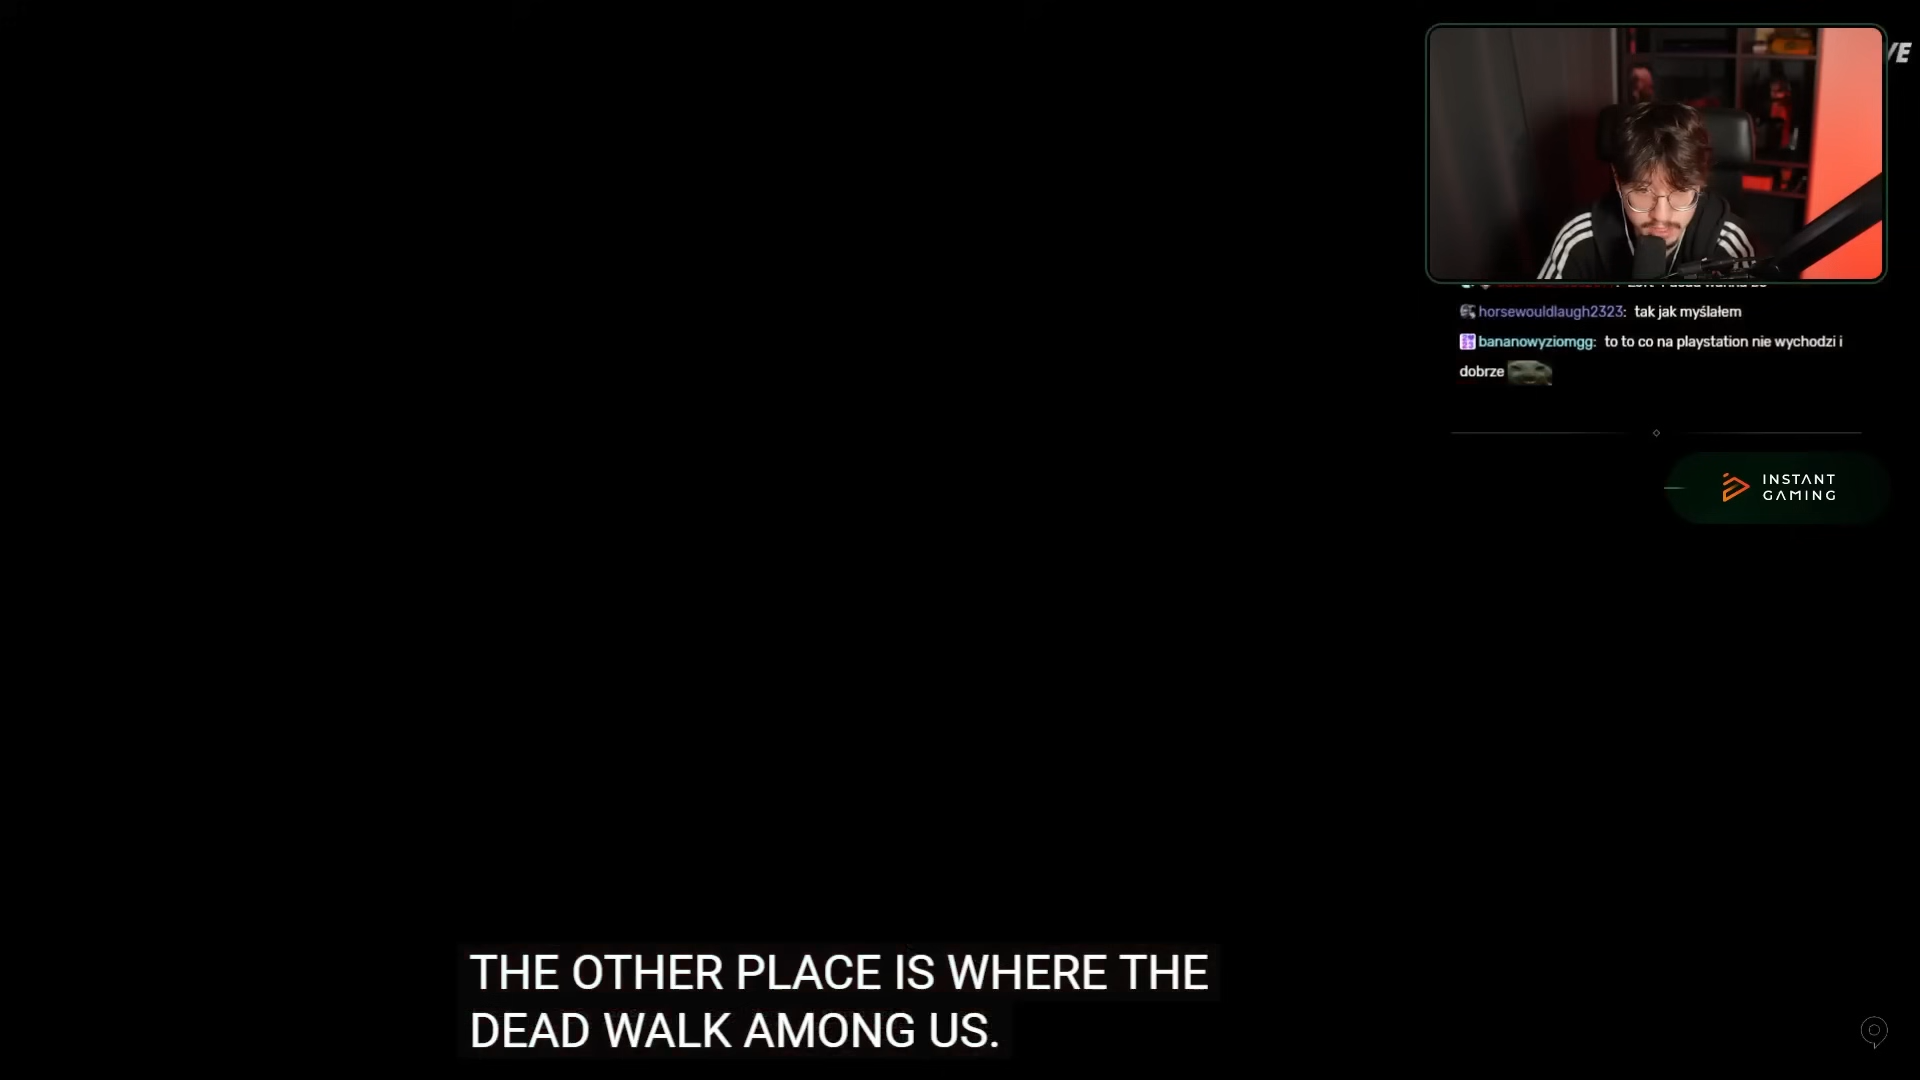 VE
horsewouldlaugh2323: tak jak myślałem
bananowyziomgg: to to co na playstation nie wychodzi i
dobrze
INSTANT
GAMING
THE OTHER PLACE IS WHERE THE
DEAD WALK AMONG US.